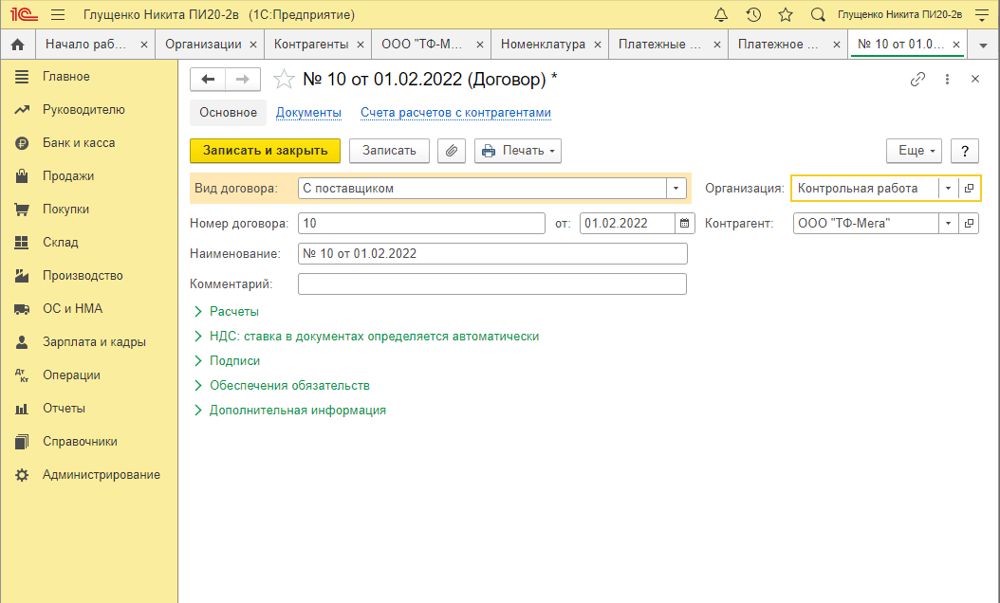 1С Глущенко Никита ПИ20-2в (1С:Предприятие) Глущенко Никита ПИ20-2в
Начало раб... × Организации × Контрагенты × ООО "ТФ-М... × Номенклатура × Платежные ... × Платежное ... × № 10 от 01.0... ×
Главное
Руководителю
Банк и касса
Продажи
Покупки
Склад
Производство
ОС и НМА
Зарплата и кадры
Дт Кт Операции
Отчеты
Справочники
Администрирование
№ 10 от 01.02.2022 (Договор) *
Основное Документы Счета расчетов с контрагентами
Записать и закрыть Записать Печать Еще ?
Вид договора: С поставщиком Организация: Контрольная работа
Номер договора: 10 от: 01.02.2022 Контрагент: ООО "ТФ-Мега"
Наименование: № 10 от 01.02.2022
Комментарий:
Расчеты
НДС: ставка в документах определяется автоматически
Подписи
Обеспечения обязательств
Дополнительная информация